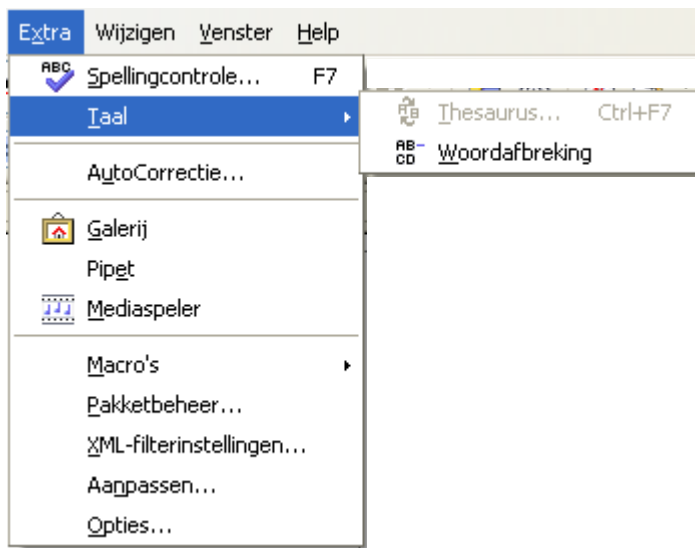 Extra Wijzigen Venster Help
ABC Spellingcontrole... F7
Taal
AB Thesaurus... Ctrl+F7
AB-CD Woordafbreking
AutoCorrectie...
Galerij
Pipet
Mediaspeler
Macro's
Pakketbeheer...
XML-filterinstellingen...
Aanpassen...
Opties...